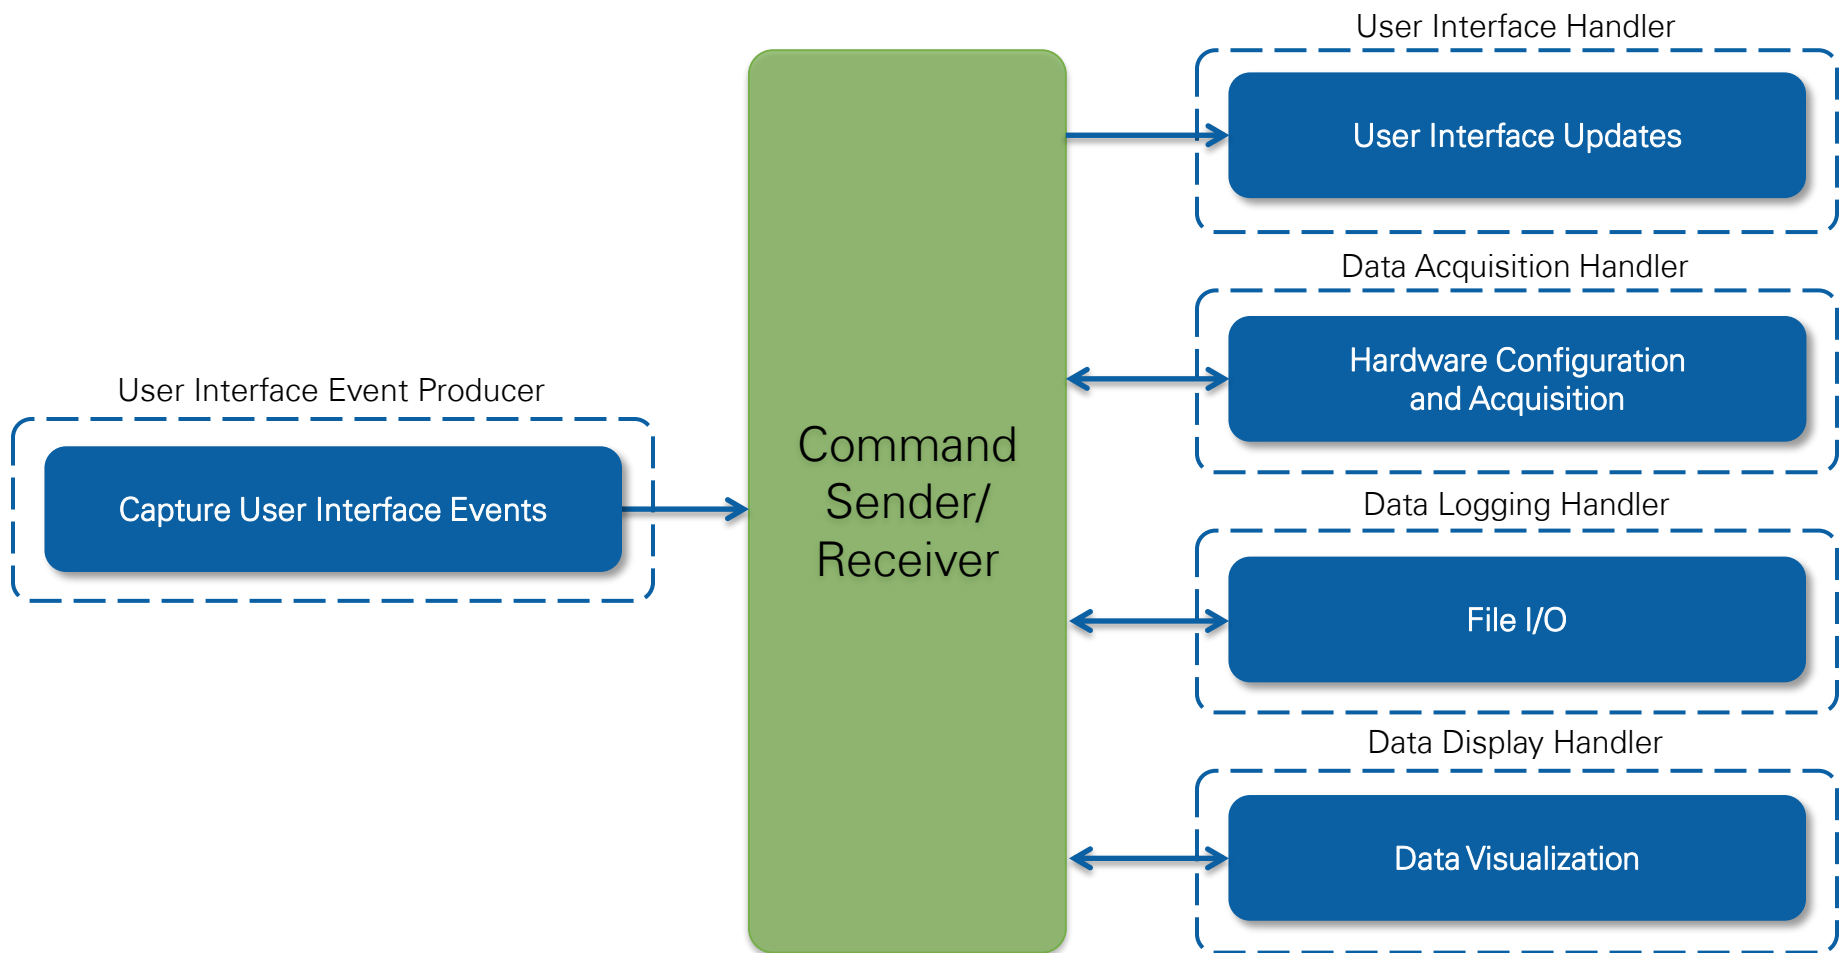 User Interface Event Producer
Capture User Interface Events
Command
Sender/
Receiver
User Interface Handler
User Interface Updates
Data Acquisition Handler
Hardware Configuration
and Acquisition
Data Logging Handler
File I/O
Data Display Handler
Data Visualization